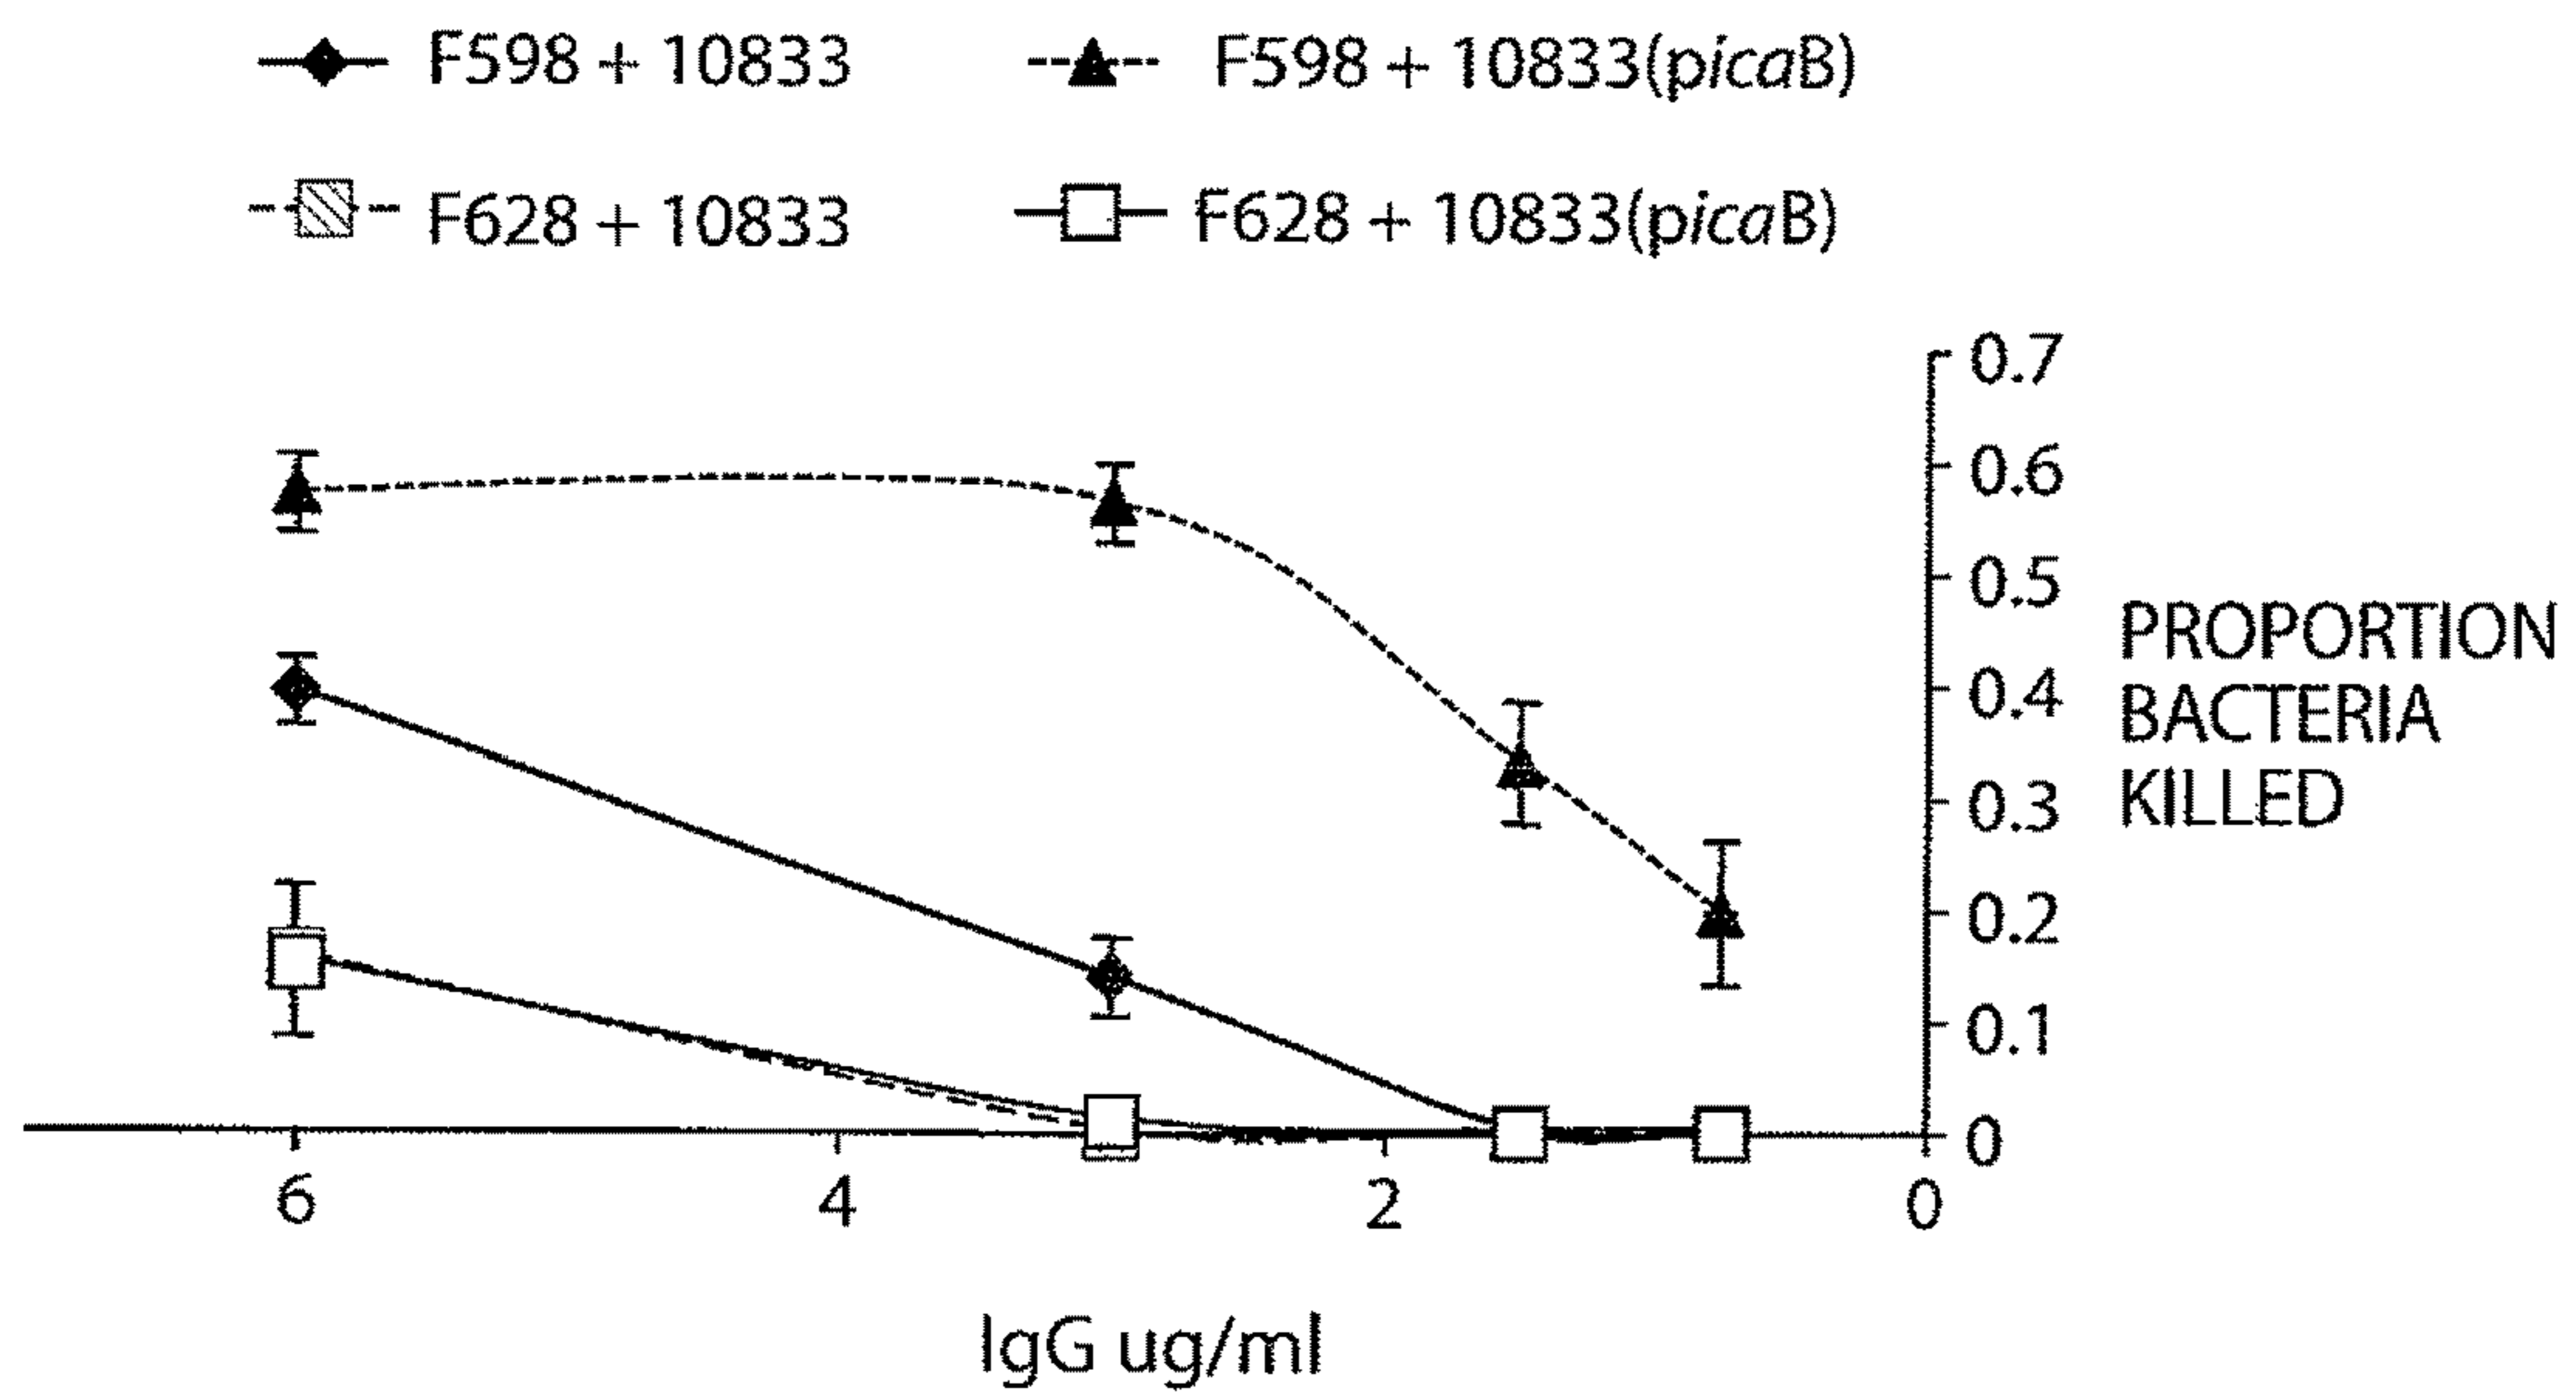 F598 + 10833
F598 + 10833(picaB)
F628 + 10833
F628 + 10833(picaB)
0.7
0.6
0.5
0.4
0.3
0.2
0.1
0
PROPORTION
BACTERIA
KILLED
6 4 2 0
IgG ug/ml